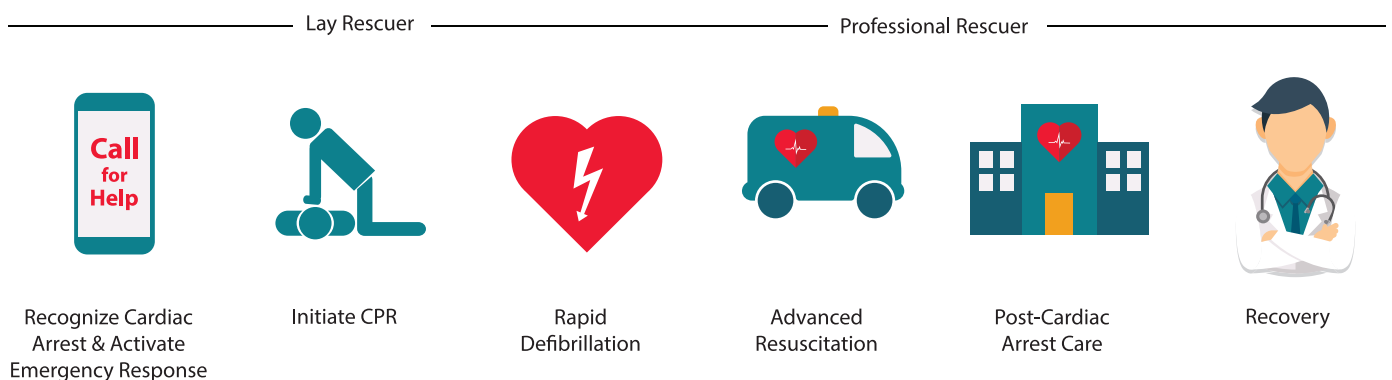 Lay Rescuer
Professional Rescuer
Call
for
Help
Recognize Cardiac
Arrest & Activate
Emergency Response
Initiate CPR
Rapid
Defibrillation
Advanced
Resuscitation
Post-Cardiac
Arrest Care
Recovery